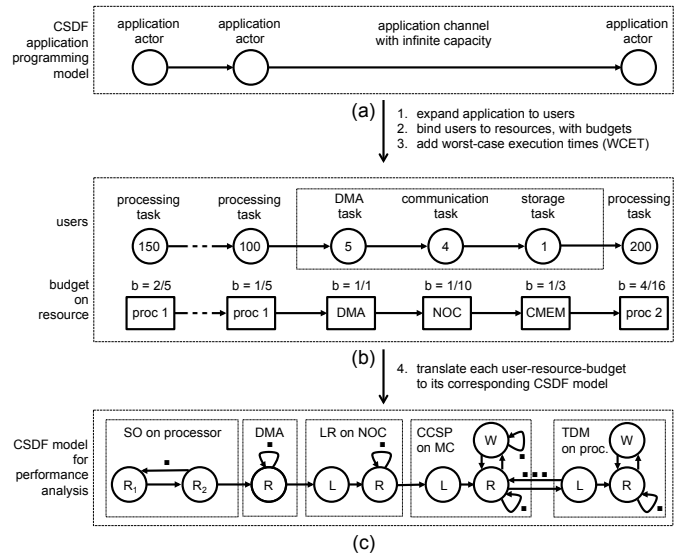 CSDF
application
programming
model
application
actor
application
actor
application channel
with infinite capacity
application
actor
(a)
1. expand application to users
2. bind users to resources, with budgets
3. add worst-case execution times (WCET)
users
processing
task
processing
task
DMA
task
communication
task
storage
task
processing
task
150
100
5
4
1
200
budget
on
resource
b = 2/5
b = 1/5
b = 1/1
b = 1/10
b = 1/3
b = 4/16
proc 1
proc 1
DMA
NOC
CMEM
proc 2
(b)
4. translate each user-resource-budget
to its corresponding CSDF model
CSDF model
for
performance
analysis
SO on processor
DMA
LR on NOC
CCSP
on MC
TDM
on proc.
W
W
R1
R2
R
L
R
L
R
L
R
(c)